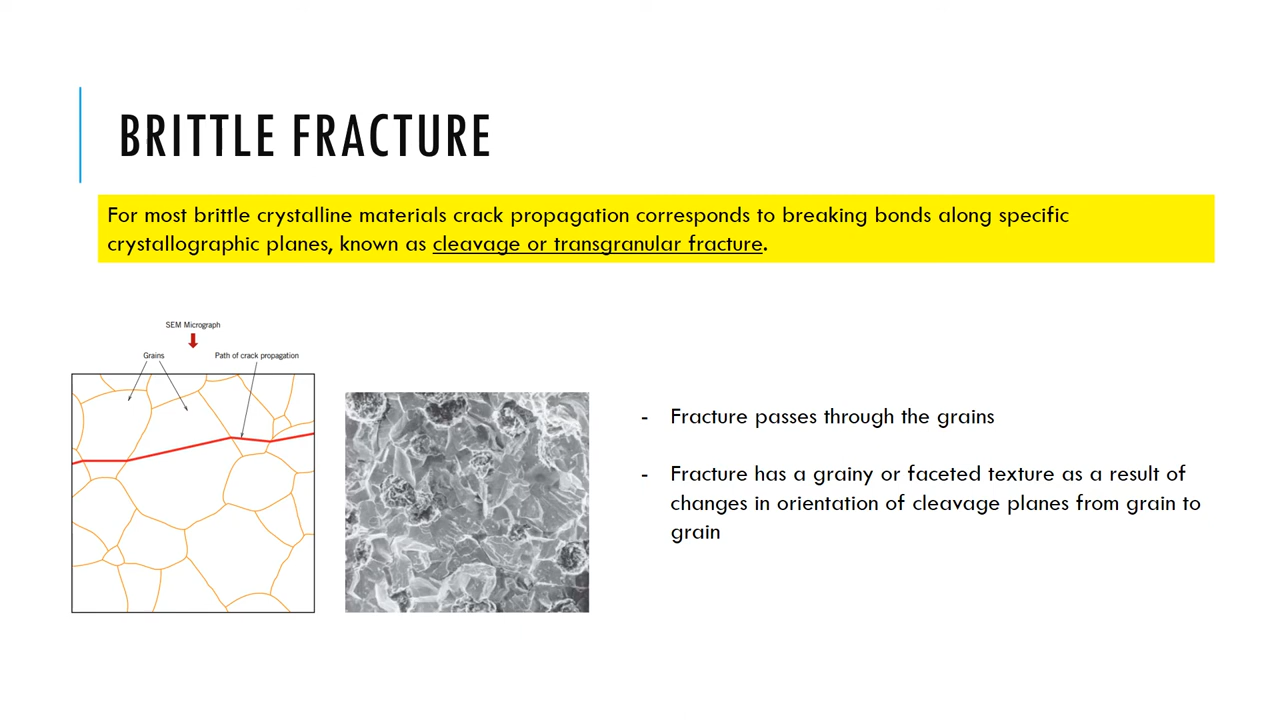 BRITTLE FRACTURE
For most brittle crystalline materials crack propagation corresponds to breaking bonds along specific
crystallographic planes, known as cleavage or transgranular fracture.
SEM Micrograph
Grains
Path of crack propagation
- Fracture passes through the grains
- Fracture has a grainy or faceted texture as a result of
changes in orientation of cleavage planes from grain to
grain